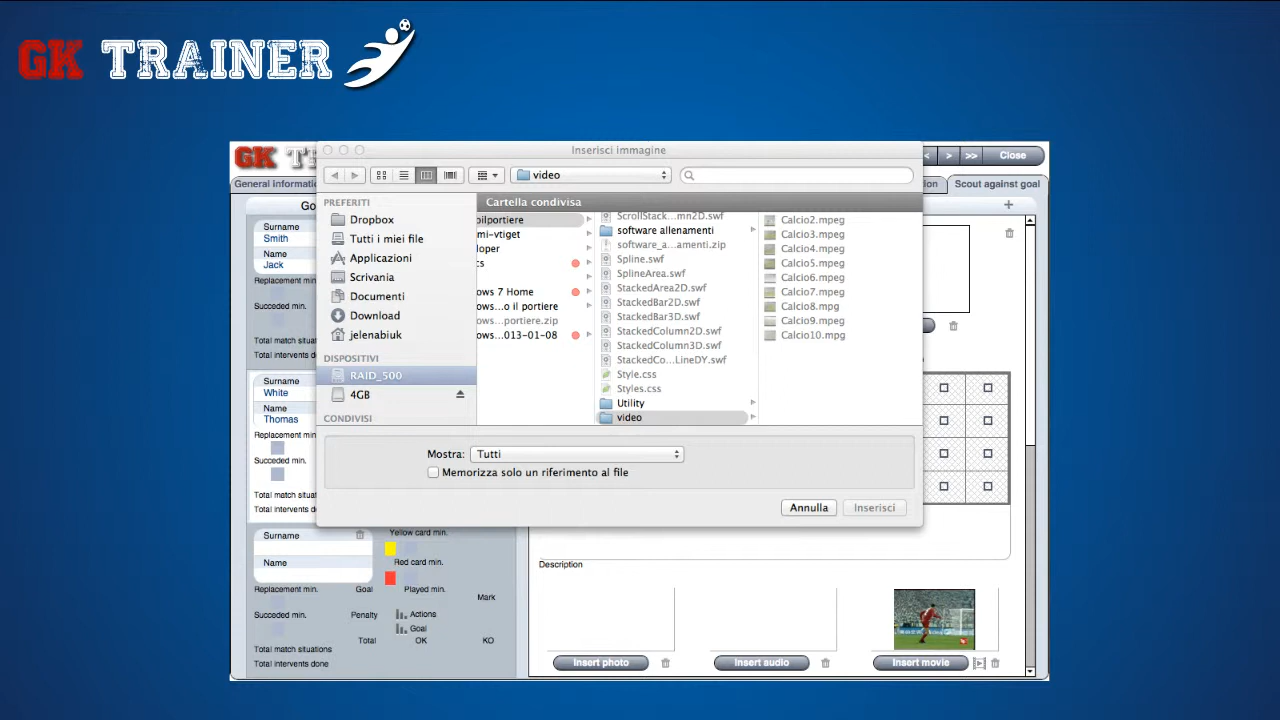 GK TRAINER
GK
Inserisci immagine
< > >> Close
General informati
Scout against goal
video
PREFERITI
Dropbox
Tutti i miei file
Applicazioni
Scrivania
Documenti
Download
jelenabiuk
DISPOSITIVI
RAID_500
4GB
CONDIVISI
Cartella condivisa
oilportiere
mi-vtiget
loper
cs
ows 7 Home
ows...o il portiere
ows...portiere.zip
ows...013-01-08
ScrollStack...mn2D.swf
software allenamenti
software_a...amenti.zip
Spline.swf
SplineArea.swf
StackedArea2D.swf
StackedBar2D.swf
StackedBar3D.swf
StackedColumn2D.swf
StackedColumn3D.swf
StackedCo...LineDY.swf
Style.css
Styles.css
Utility
video
Calcio2.mpeg
Calcio3.mpeg
Calcio4.mpeg
Calcio5.mpeg
Calcio6.mpeg
Calcio7.mpeg
Calcio8.mpg
Calcio9.mpeg
Calcio10.mpg
Mostra: Tutti
Memorizza solo un riferimento al file
Annulla Inserisci
Go
Surname
Smith
Name
Jack
Replacement min.
Succeded min.
Total match situa
Total intervents d
Surname
White
Name
Thomas
Replacement min.
Succeded min.
Total match situat
Total intervents do
Surname
Name
Yellow card min.
Red card min.
Replacement min. Goal Played min.
Mark
Succeded min. Penalty Actions
Goal
Total OK KO
Total match situations
Total intervents done
Description
Insert photo Insert audio Insert movie